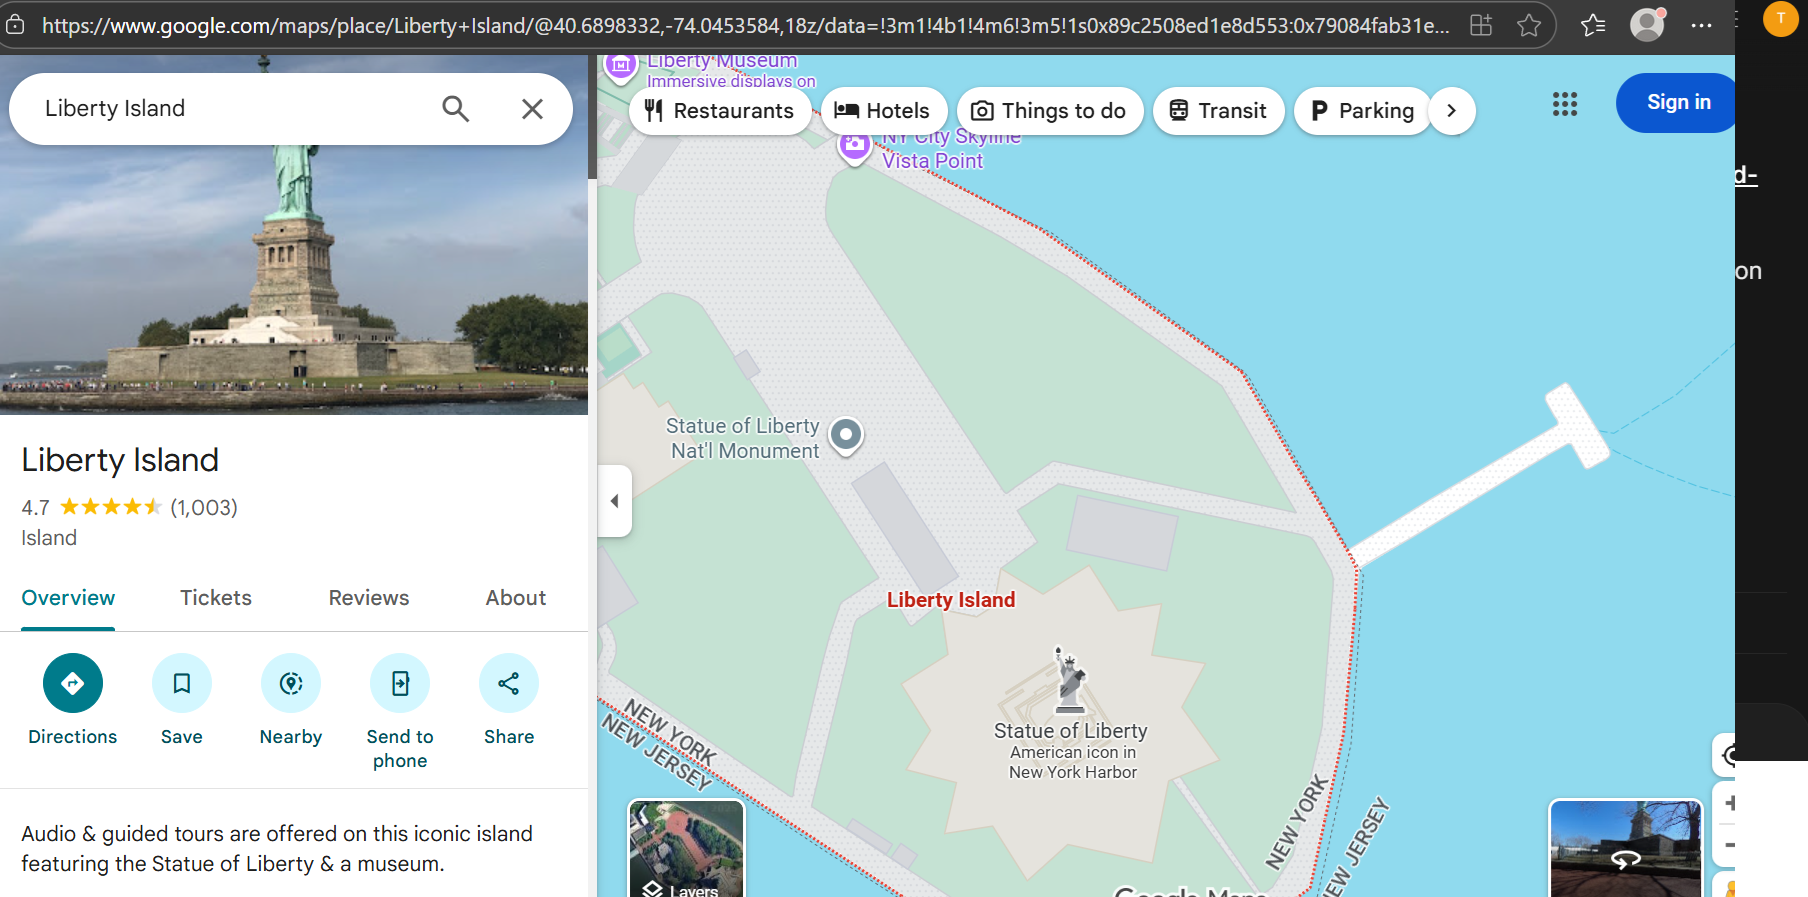 https://www.google.com/maps/place/Liberty+Island/@40.6898332,-74.0453584,18z/data=!3m1!4b1!4m6!3m5!1s0x89c2508ed1e8d553:0x79084fab31e...
T
Liberty Island
Liberty Museum
Immersive displays on
Restaurants
Hotels
Things to do
Transit
Parking
Sign in
NY City Skyline
Vista Point
d-
on
Statue of Liberty
Nat'l Monument
Liberty Island
4.7 (1,003)
Island
Overview
Tickets
Reviews
About
Liberty Island
Directions
Save
Nearby
Send to
phone
Share
NEW YORK
NEW JERSEY
Statue of Liberty
American icon in
New York Harbor
NEW YORK
NEW JERSEY
Audio & guided tours are offered on this iconic island
featuring the Statue of Liberty & a museum.
Layers
Google Maps